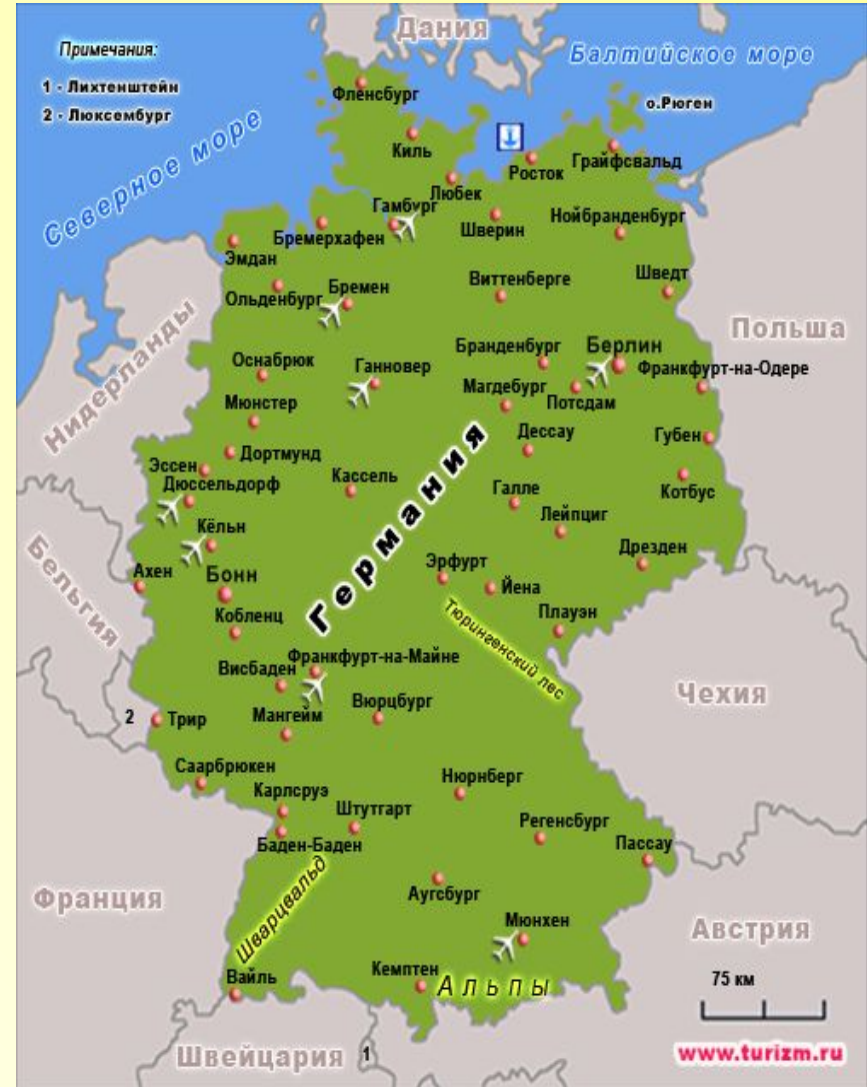 Примечания:
1 - Лихтенштейн
2 - Люксембург
Дания
Балтийское море
Северное море
Фленсбург
о.Рюген
Киль
Росток
Грайфсвальд
Любек
Гамбург
Шверин
Нойбранденбург
Бремерхафен
Эмдан
Ольденбург
Бремен
Виттенберге
Шведт
Нидерланды
Польша
Оснабрюк
Ганновер
Бранденбург
Берлин
Франкфурт-на-Одере
Магдебург
Потсдам
Мюнстер
Дессау
Губен
Дортмунд
Эссен
Дюссельдорф
Кассель
Галле
Котбус
Германия
Кёльн
Лейпциг
Бельгия
Ахен
Бонн
Эрфурт
Йена
Дрезден
Кобленц
Плауэн
Тюрингенский лес
Франкфурт-на-Майне
Висбаден
Чехия
2
Трир
Мангейм
Вюрцбург
Саарбрюкен
Нюрнберг
Карлсруэ
Штутгарт
Регенсбург
Баден-Баден
Пассау
Франция
Шварцвальд
Аугсбург
Мюнхен
Австрия
Вайль
Кемптен
Альпы
75 км
Швейцария
1
www.turizm.ru